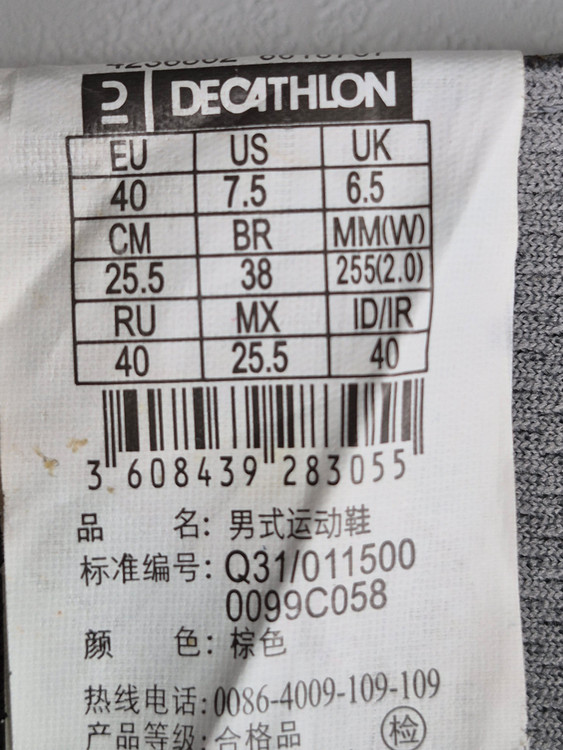 DECATHLON
EU US UK
40 7.5 6.5
CM BR MM(W)
25.5 38 255(2.0)
RU MX ID/IR
40 25.5 40
3 608439 283055
品 名: 男式运动鞋
标准编号: Q31/011500
0099C058
颜 色: 棕色
热线电话:0086-4009-109-109
产品等级:合格品 检